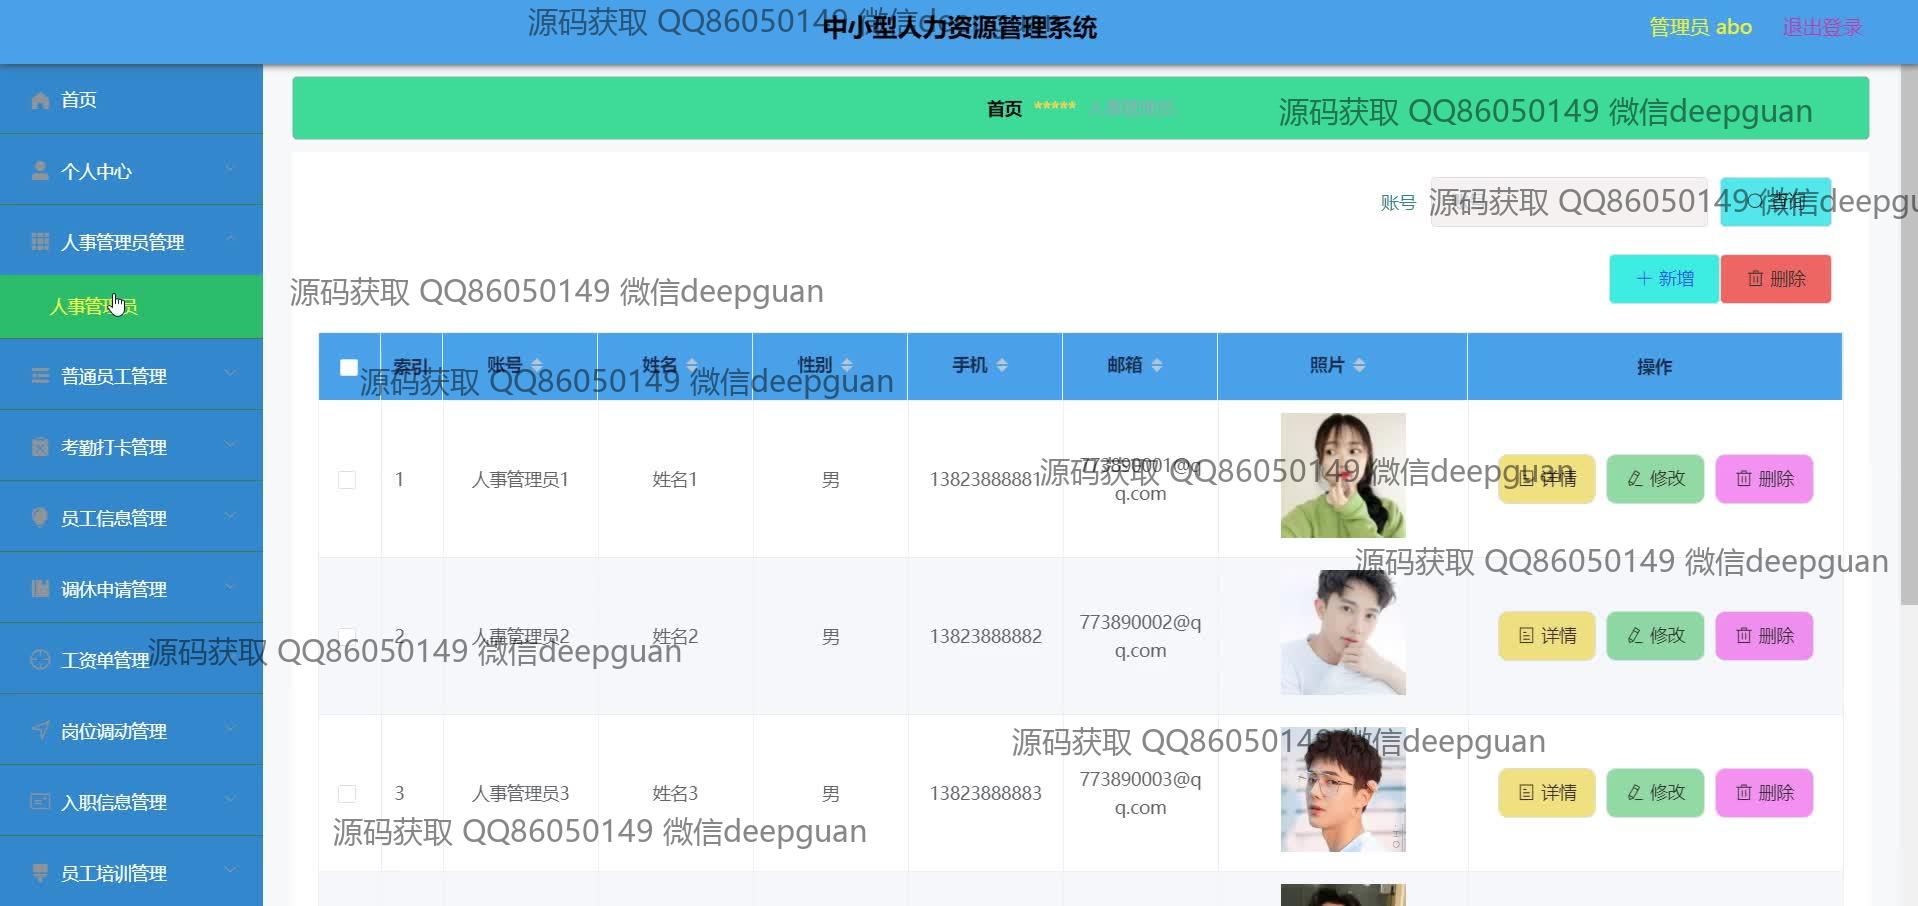 源码获取 QQ86050149 微信deepguan
中小型人力资源管理系统
管理员 abo
退出登录
首页
个人中心
人事管理员管理
人事管理员
普通员工管理
考勤打卡管理
员工信息管理
调休申请管理
工资单管理
岗位调动管理
入职信息管理
员工培训管理
首页 ***** 人事管理员
源码获取 QQ86050149 微信deepguan
账号
源码获取 QQ86050149 微信deepgu
查询
源码获取 QQ86050149 微信deepguan
新增 删除
索引 账号 姓名 性别 手机 邮箱 照片 操作
源码获取 QQ86050149 微信deepguan
1 人事管理员1 姓名1 男 13823888881 773890001@q
q.com
详情 修改 删除
源码获取 QQ86050149 微信deepguan
源码获取 QQ86050149 微信deepguan
2 人事管理员2 姓名2 男 13823888882 773890002@q
q.com
详情 修改 删除
源码获取 QQ86050149 微信deepguan
源码获取 QQ86050149 微信deepguan
3 人事管理员3 姓名3 男 13823888883 773890003@q
q.com
详情 修改 删除
源码获取 QQ86050149 微信deepguan